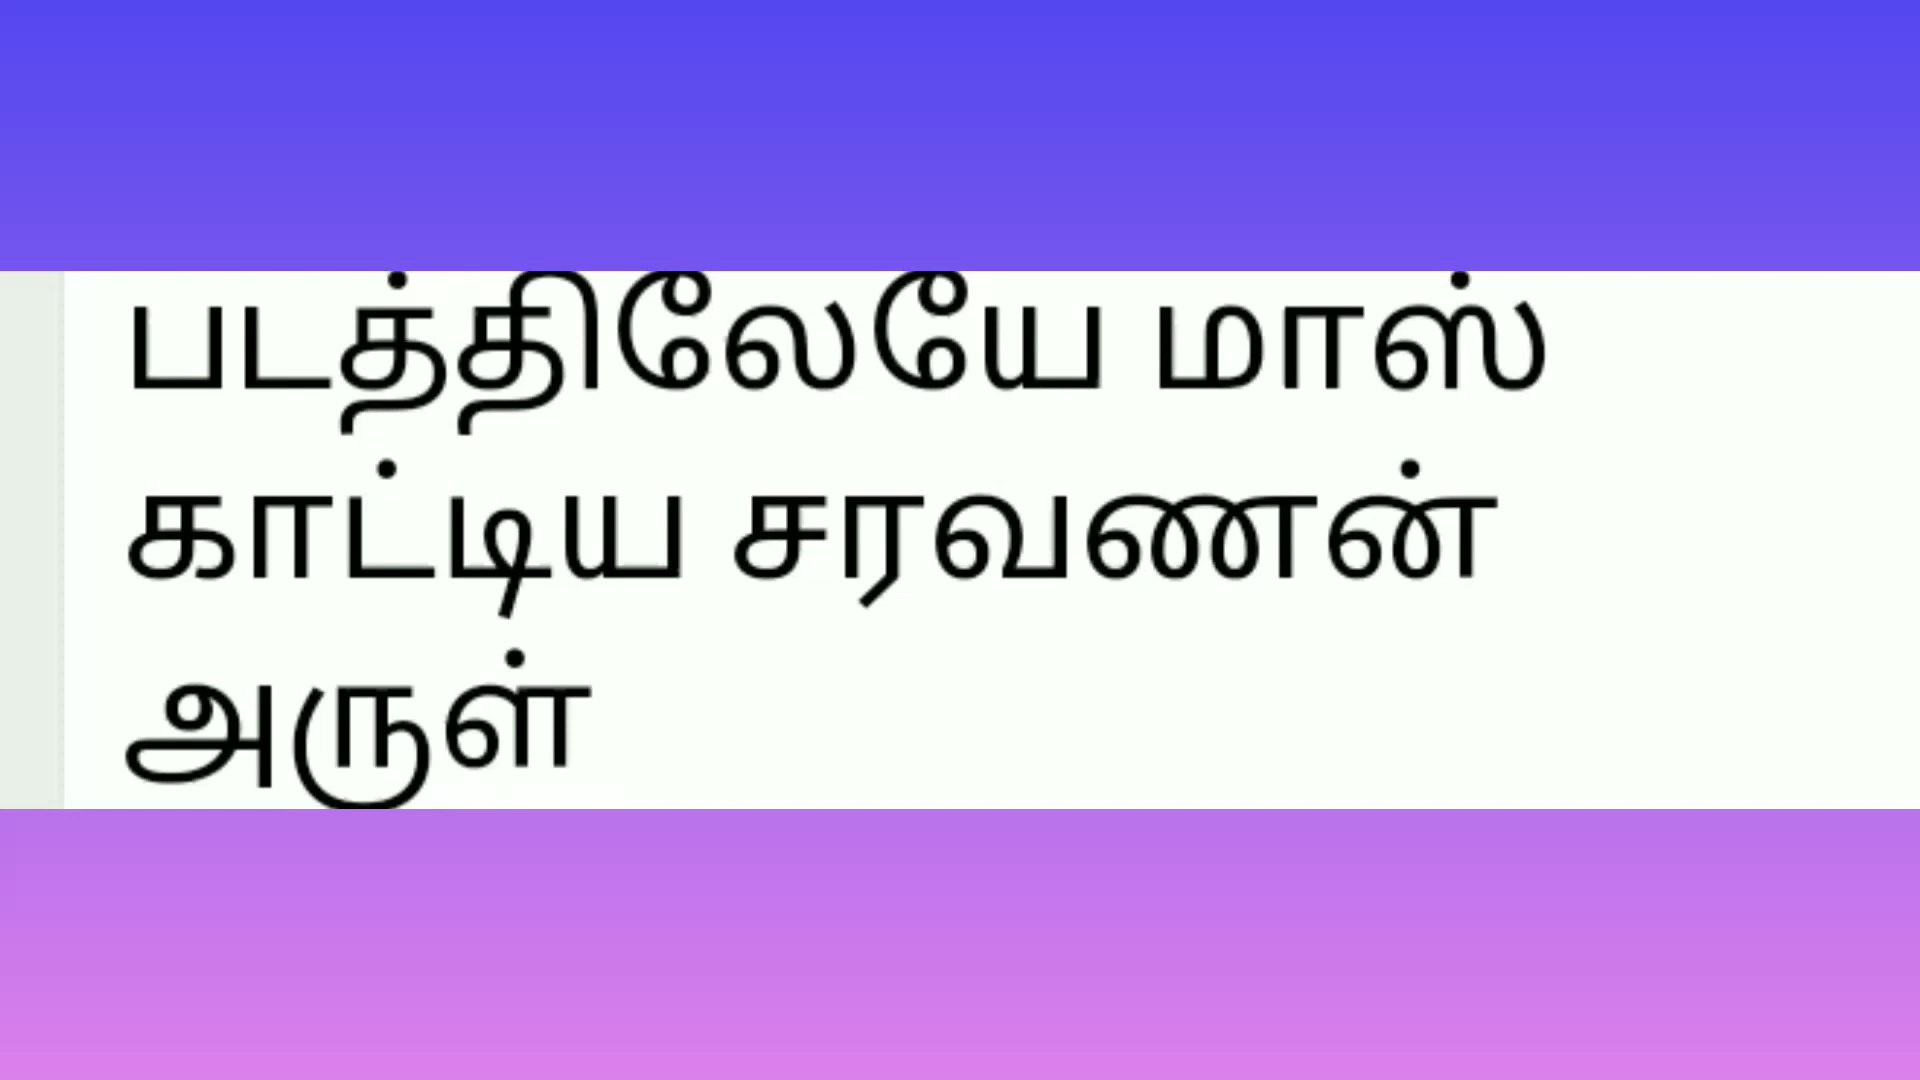 படத்திலேயே மாஸ்
காட்டிய சரவணன்
அருள்